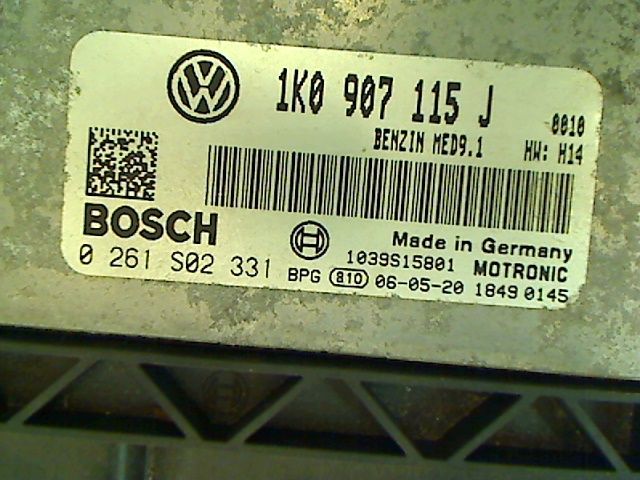 1K0 907 115 J
0010
BENZIN MED9.1
HW: H14
BOSCH
Made in Germany
0 261 S02 331
1039S15801 MOTRONIC
BPG 810 06-05-20 1849 0145